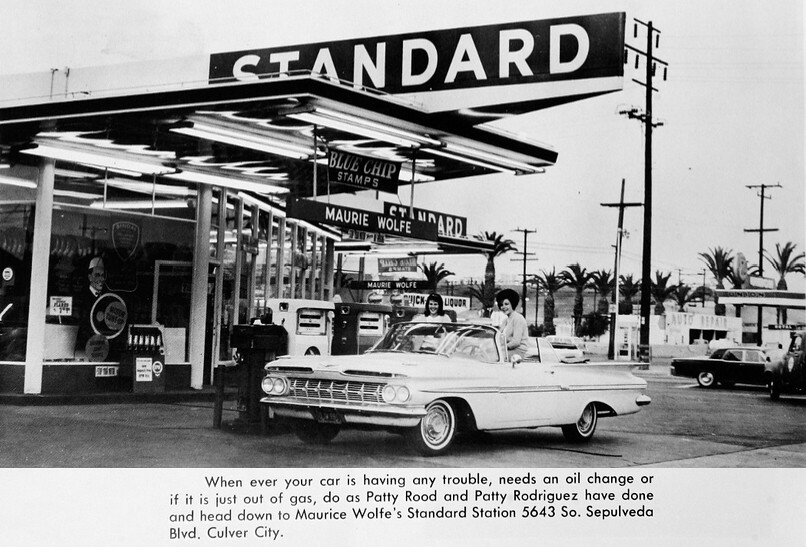 STANDARD
BLUE CHIP
STAMPS
STANDARD
MAURIE WOLFE
MAURIE WOLFE
LIQUOR
When ever your car is having any trouble, needs an oil change or
if it is just out of gas, do as Patty Rood and Patty Rodriguez have done
and head down to Maurice Wolfe's Standard Station 5643 So. Sepulveda
Blvd. Culver City.